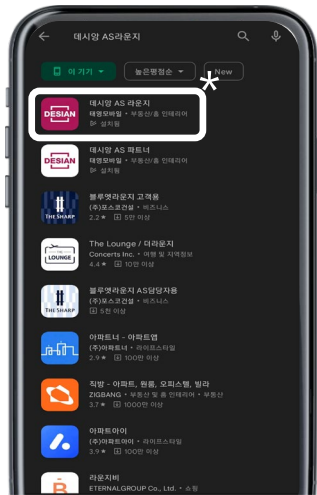 데시앙 AS라운지
이 기기
높은평점순
New
*
DESIAN
데시앙 AS 라운지
태영모바일 • 부동산/홈 인테리어
설치됨
DESIAN
데시앙 AS 파트너
태영모바일 • 부동산/홈 인테리어
설치됨
THE SHARP
블루엣라운지 고객용
(주)포스코건설 • 비즈니스
2.2★ 5만 이상
LOUNGE
The Lounge / 더라운지
Concerts Inc. • 여행 및 지역정보
4.4★ 10만 이상
THE SHARP
블루엣라운지 AS담당자용
(주)포스코건설 • 비즈니스
5천 이상
아파트너 - 아파트앱
(주)아파트너 • 라이프스타일
2.9★ 100만 이상
직방 - 아파트, 원룸, 오피스텔, 빌라
ZIGBANG • 부동산 및 홈 인테리어 • 부동산
3.7★ 1000만 이상
아파트아이
(주)아파트아이 • 라이프스타일
3.9★ 100만 이상
B
라운지비
ETERNALGROUP Co., Ltd. • 쇼핑